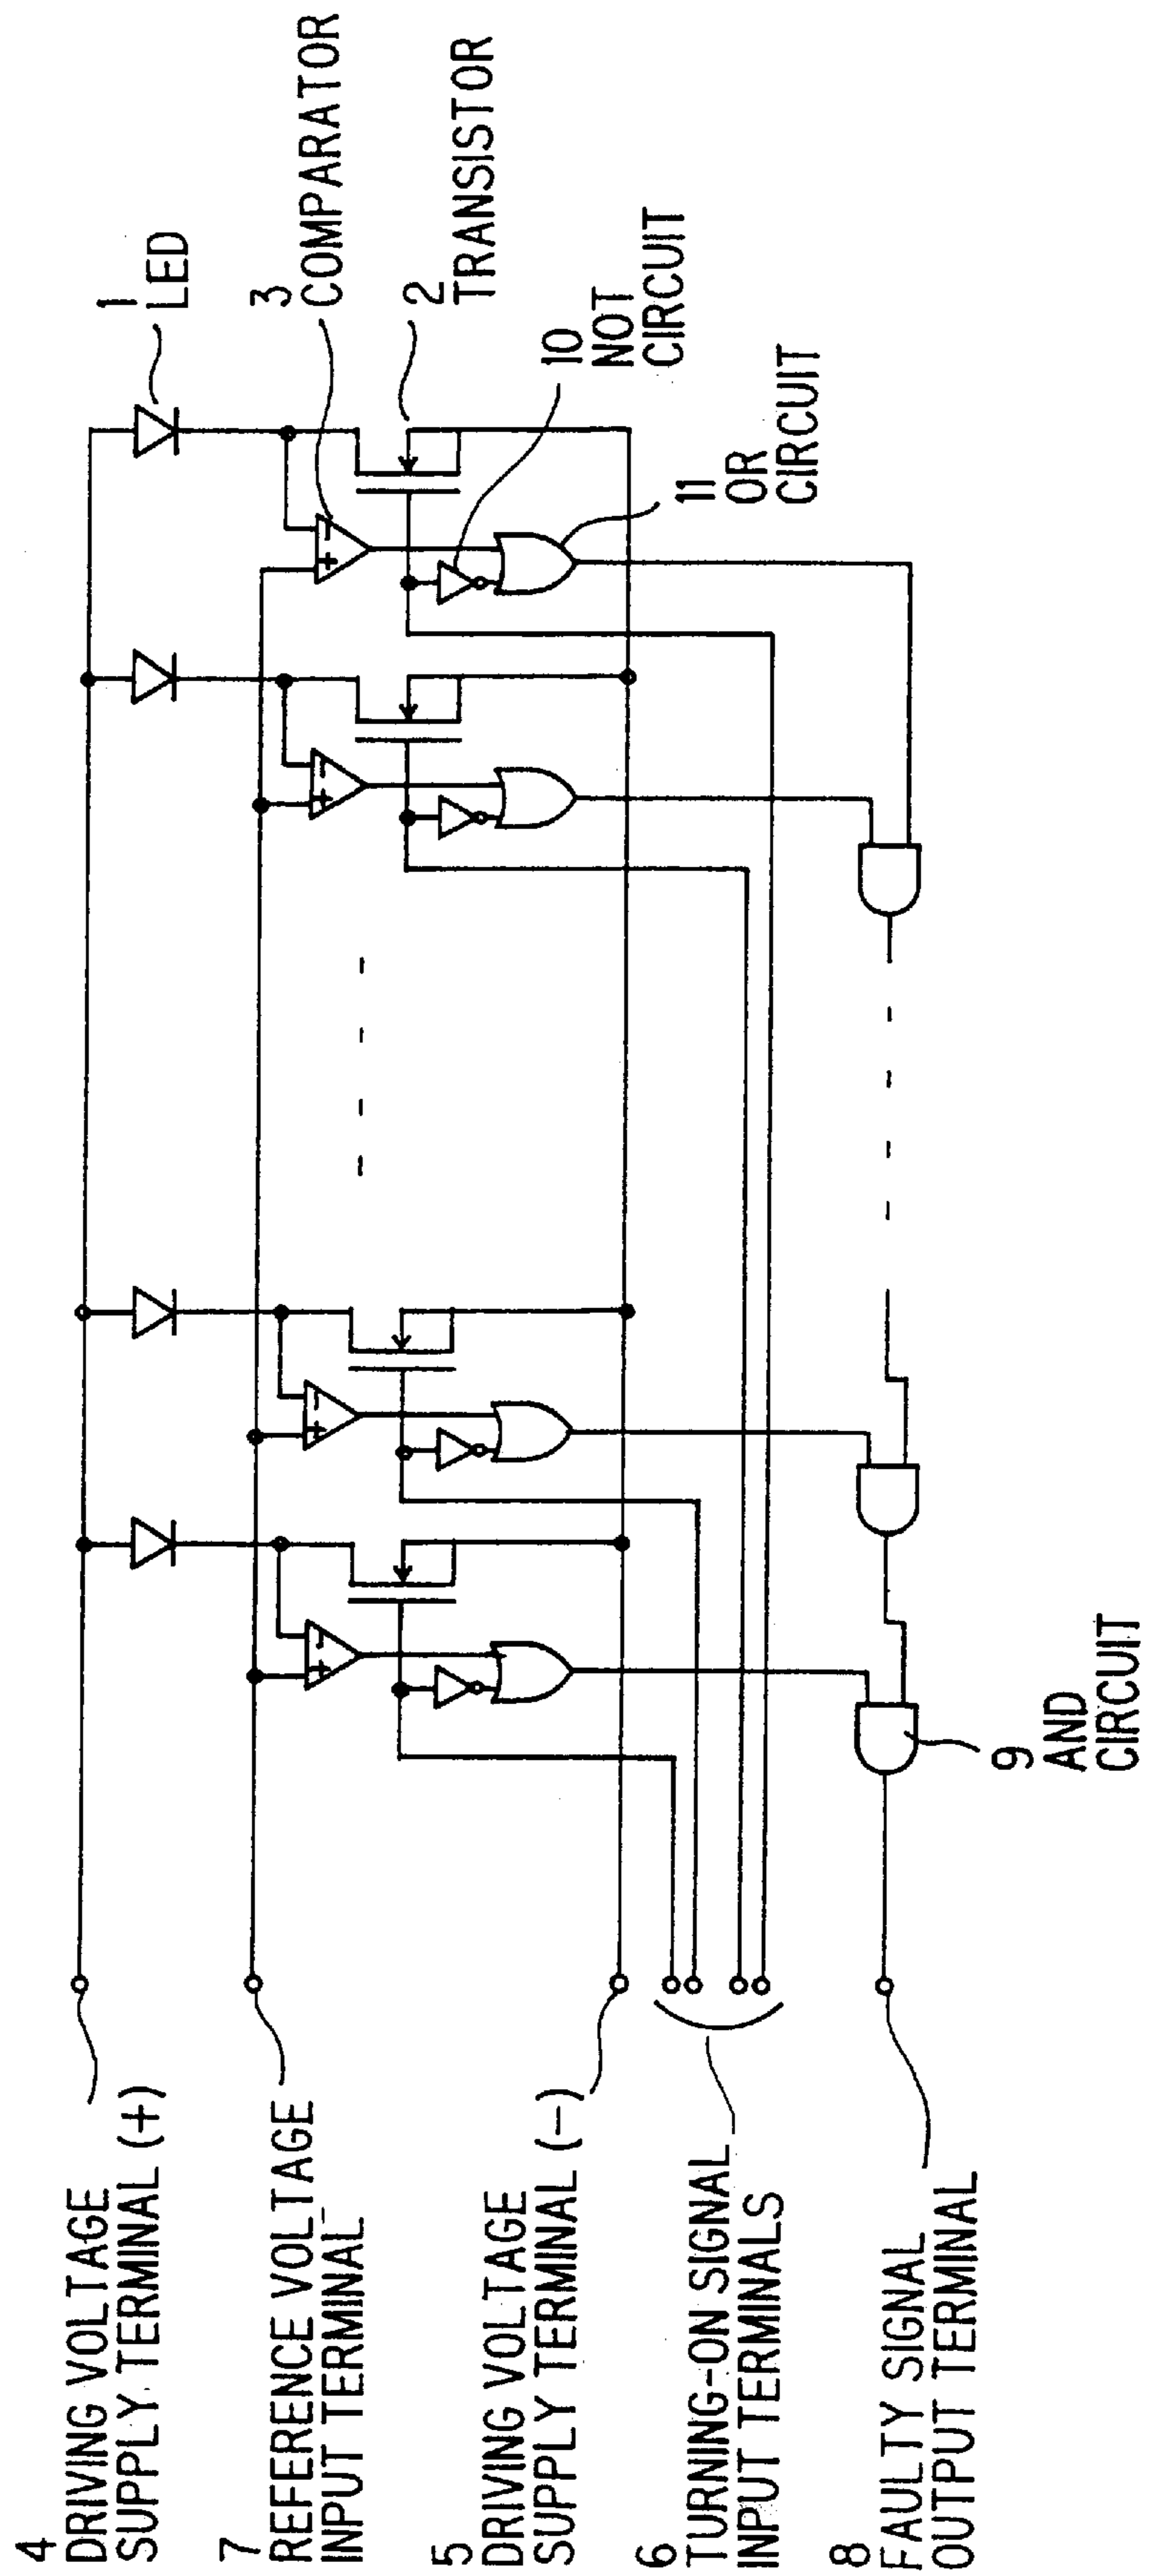 1
LED
3
COMPARATOR
2
TRANSISTOR
10
NOT
CIRCUIT
11
OR
CIRCUIT
+
-
+
-
+
-
+
-
9
AND
CIRCUIT
4
DRIVING VOLTAGE
SUPPLY TERMINAL (+)
7
REFERENCE VOLTAGE
INPUT TERMINAL
5
DRIVING VOLTAGE
SUPPLY TERMINAL (-)
6
TURNING-ON SIGNAL
INPUT TERMINALS
8
FAULTY SIGNAL
OUTPUT TERMINAL